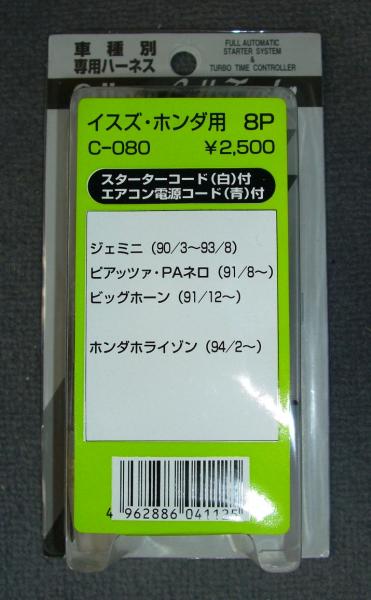 車種別
専用ハーネス
FULL AUTOMATIC
STARTER SYSTEM
&
TURBO TIME CONTROLLER
イスズ・ホンダ用 8P
C-080 ￥2,500
スターターコード(白)付
エアコン電源コード(青)付
ジェミニ (90/3〜93/8)
ピアッツァ・PAネロ (91/8〜)
ビッグホーン (91/12〜)
ホンダホライゾン (94/2〜)
4 962886 041125